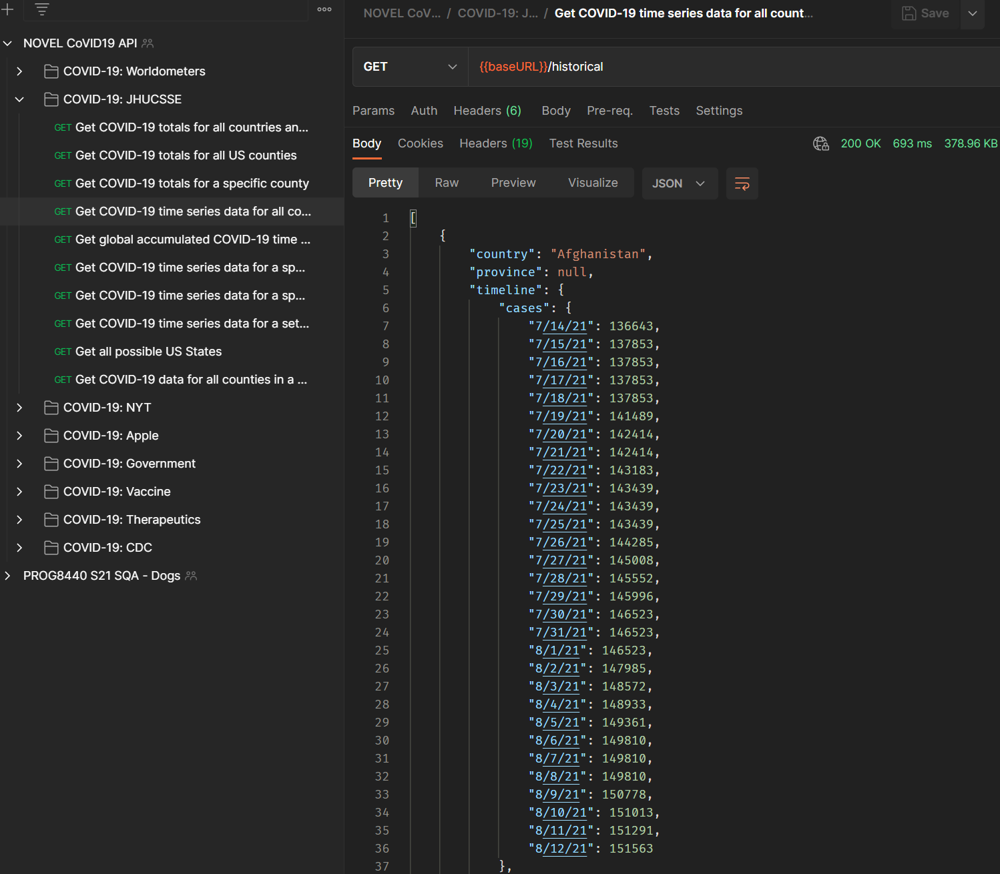 NOVEL CoVID19 API
COVID-19: Worldometers
COVID-19: JHUCSSE
GET Get COVID-19 totals for all countries an...
GET Get COVID-19 totals for all US counties
GET Get COVID-19 totals for a specific county
GET Get COVID-19 time series data for all co...
GET Get global accumulated COVID-19 time ...
GET Get COVID-19 time series data for a sp...
GET Get COVID-19 time series data for a sp...
GET Get COVID-19 time series data for a set...
GET Get all possible US States
GET Get COVID-19 data for all counties in a ...
COVID-19: NYT
COVID-19: Apple
COVID-19: Government
COVID-19: Vaccine
COVID-19: Therapeutics
COVID-19: CDC
PROG8440 S21 SQA - Dogs
NOVEL CoV... / COVID-19: J... / Get COVID-19 time series data for all count...
Save
GET {{baseURL}}/historical
Params Auth Headers (6) Body Pre-req. Tests Settings
Body Cookies Headers (19) Test Results 200 OK 693 ms 378.96 KB
Pretty Raw Preview Visualize JSON
1 [
2 {
3 "country": "Afghanistan",
4 "province": null,
5 "timeline": {
6 "cases": {
7 "7/14/21": 136643,
8 "7/15/21": 137853,
9 "7/16/21": 137853,
10 "7/17/21": 137853,
11 "7/18/21": 137853,
12 "7/19/21": 141489,
13 "7/20/21": 142414,
14 "7/21/21": 142414,
15 "7/22/21": 143183,
16 "7/23/21": 143439,
17 "7/24/21": 143439,
18 "7/25/21": 143439,
19 "7/26/21": 144285,
20 "7/27/21": 145008,
21 "7/28/21": 145552,
22 "7/29/21": 145996,
23 "7/30/21": 146523,
24 "7/31/21": 146523,
25 "8/1/21": 146523,
26 "8/2/21": 147985,
27 "8/3/21": 148572,
28 "8/4/21": 148933,
29 "8/5/21": 149361,
30 "8/6/21": 149810,
31 "8/7/21": 149810,
32 "8/8/21": 149810,
33 "8/9/21": 150778,
34 "8/10/21": 151013,
35 "8/11/21": 151291,
36 "8/12/21": 151563
37 },